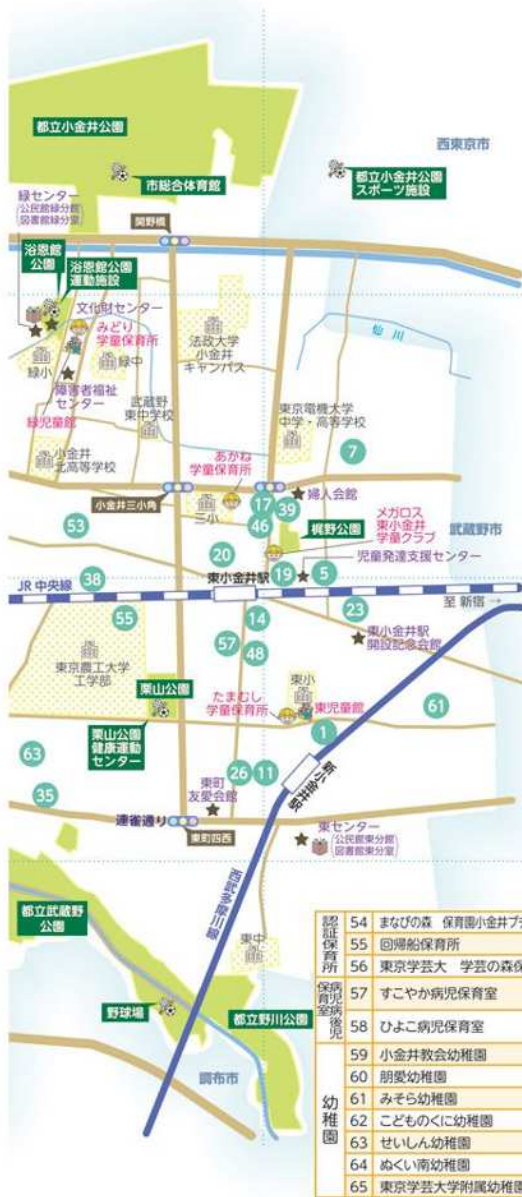 都立小金井公園
西東京市
市総合体育館
都立小金井公園
スポーツ施設
緑センター
(公民館緑分館
図書館緑分室)
関野橋
浴恩館
公園
浴恩館公園
運動施設
文化財センター
みどり
学童保育所
法政大学
小金井
キャンパス
仙川
緑小
緑中
障害者福祉
センター
武蔵野
東中学校
東京電機大学
中学・高等学校
緑児童館
7
小金井
北高等学校
あかね
学童保育所
小金井三小角
三小
17
39
婦人会館
46
53
梶野公園
メガロス
東小金井
学童クラブ
武蔵野市
20
児童発達支援センター
38
東小金井駅
19
5
JR 中央線
至 新宿 →
55
14
23
57
48
東小金井駅
開設記念会館
東京農工大学
工学部
栗山公園
たまむし
学童保育所
東小
東児童館
61
1
栗山公園
健康運動
センター
63
26
11
新小金井駅
35
東町
友愛会館
連雀通り
東町四西
東センター
(公民館東分館
図書館東分室)
西武多摩川線
都立武蔵野
公園
東中
野球場
都立野川公園
調布市
認証保育所
54 まなびの森 保育園小金井プ
55 回帰船保育所
56 東京学芸大 学芸の森保
病児病後児保育室
57 すこやか病児保育室
58 ひよこ病児保育室
幼稚園
59 小金井教会幼稚園
60 朋愛幼稚園
61 みそら幼稚園
62 こどものくに幼稚園
63 せいしん幼稚園
64 ぬくい南幼稚園
65 東京学芸大学附属幼稚園